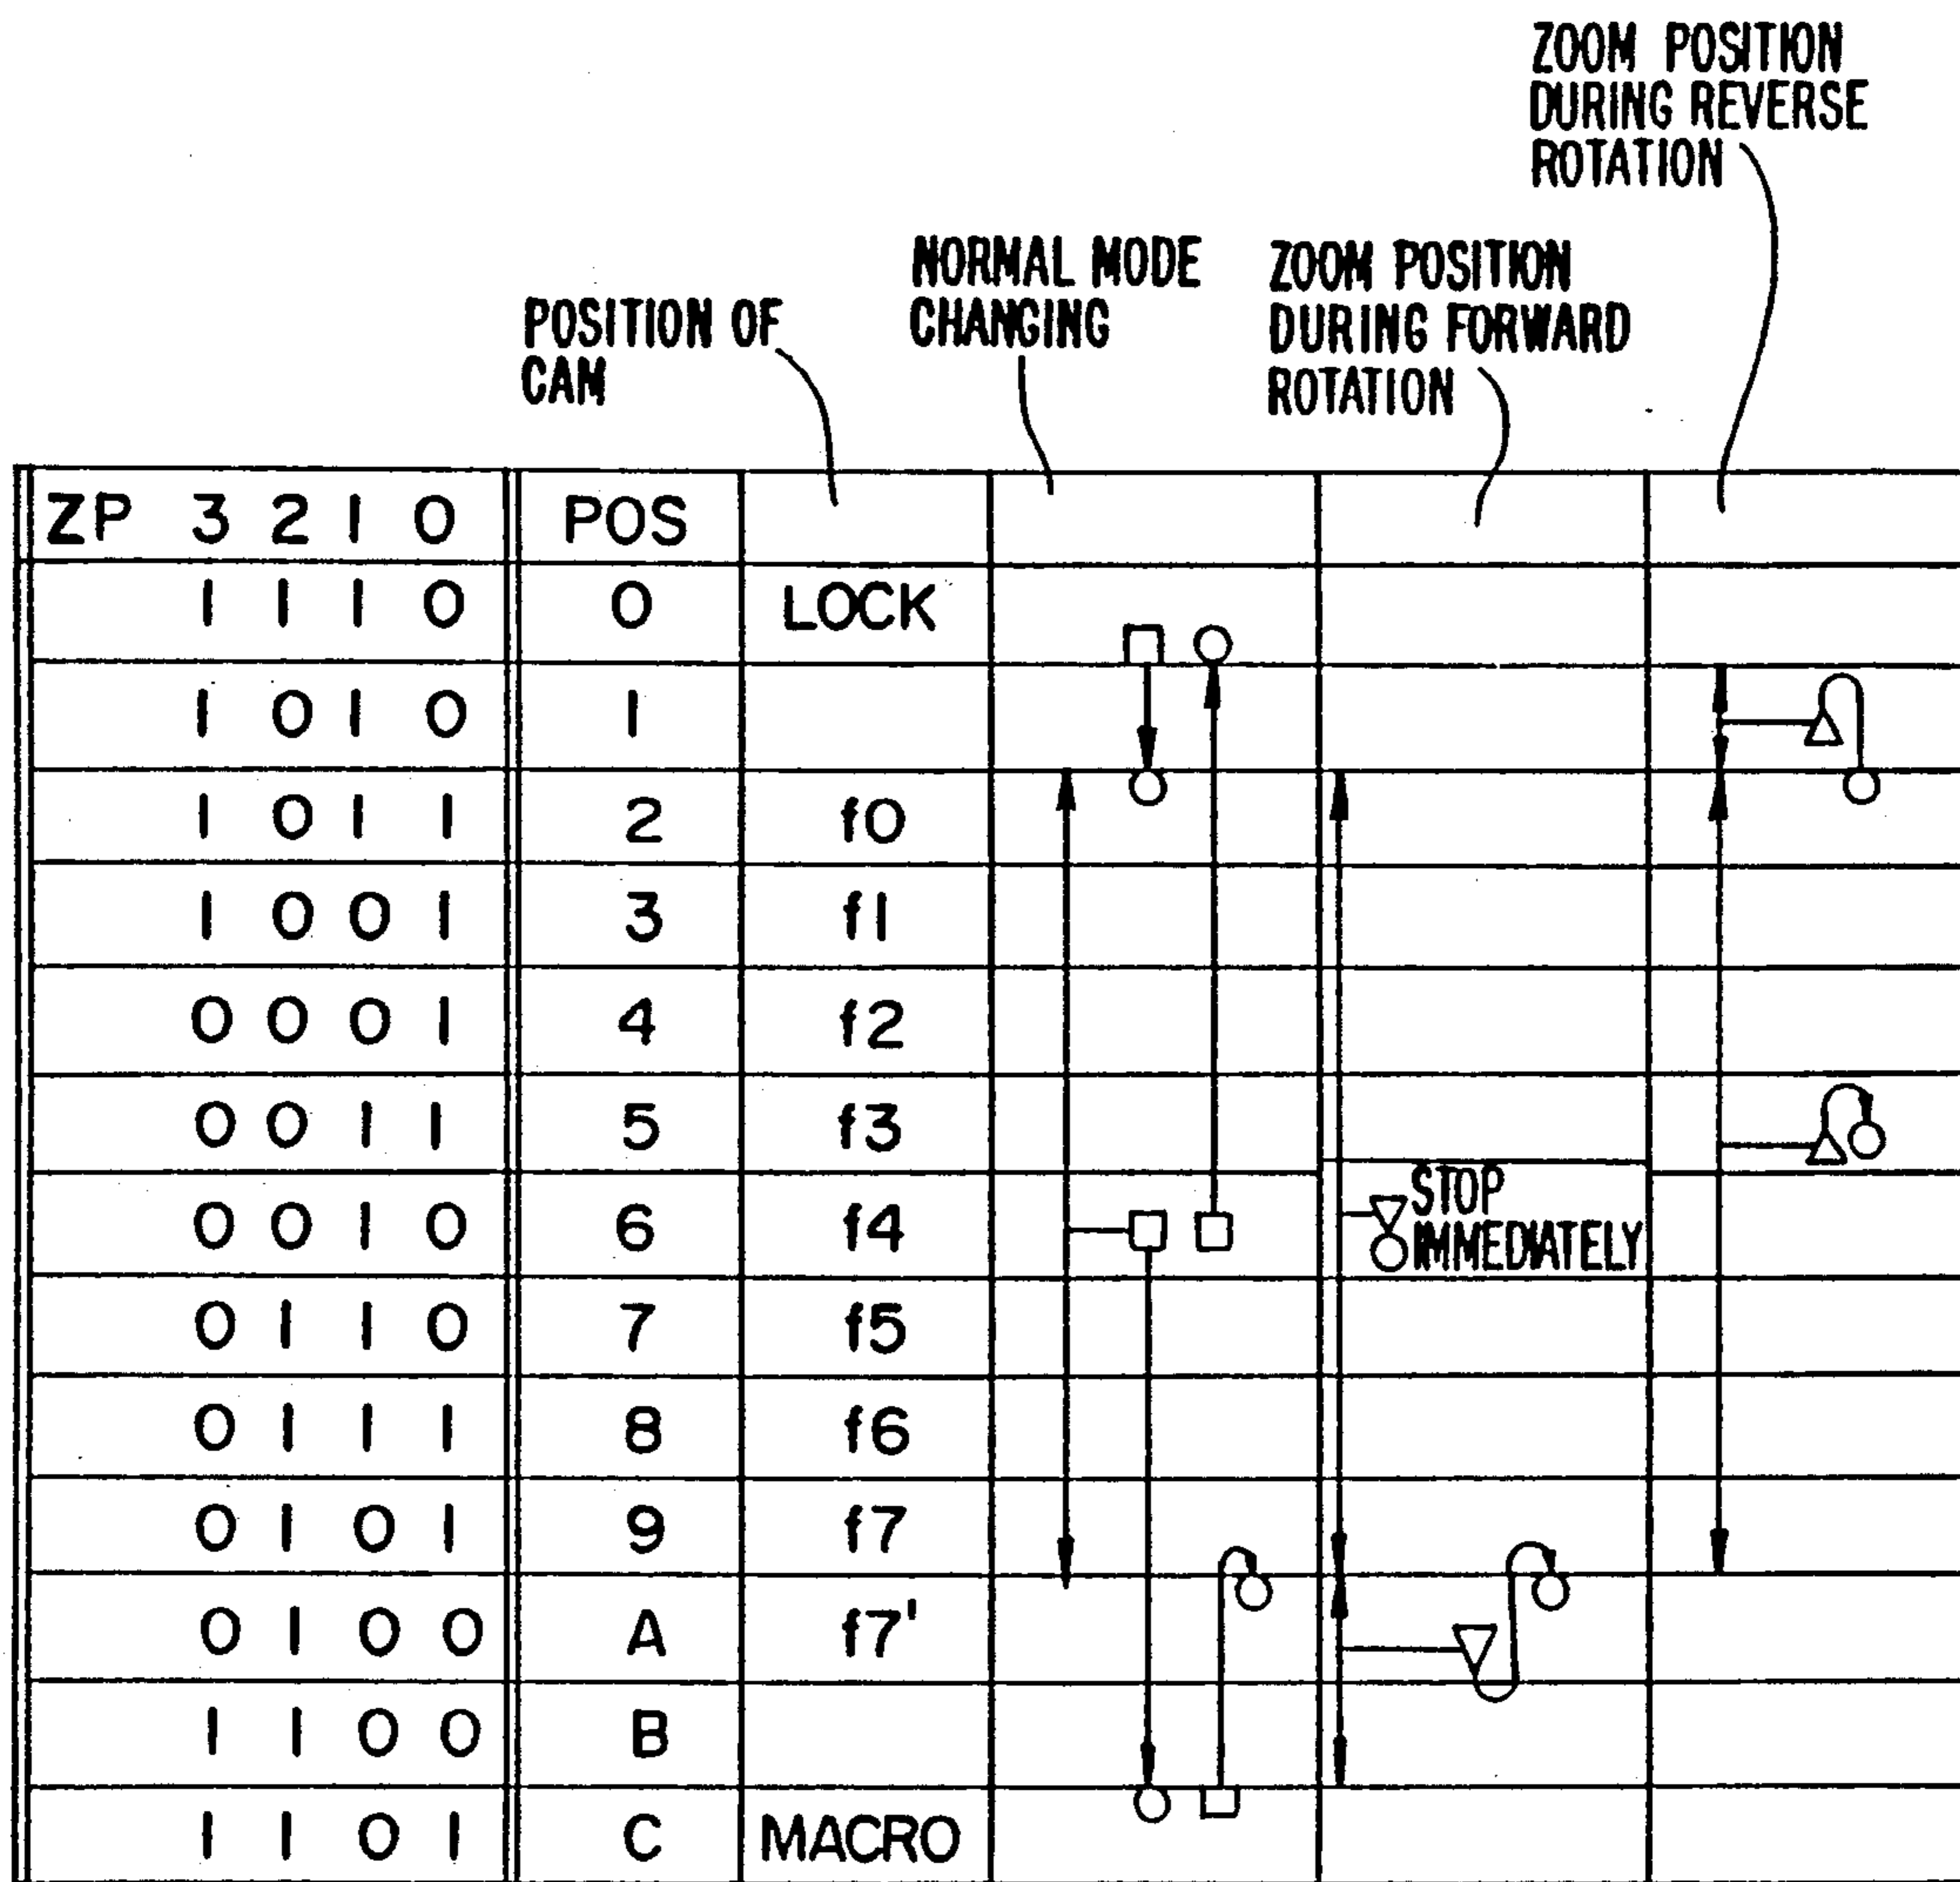 ZOOM POSITION
DURING REVERSE
ROTATION
NORMAL MODE
CHANGING
ZOOM POSITION
DURING FORWARD
ROTATION
POSITION OF
CAM
ZP 3 2 1 0 POS
1 1 1 0 0 LOCK
1 0 1 0 1
1 0 1 1 2 f0
1 0 0 1 3 f1
0 0 0 1 4 f2
0 0 1 1 5 f3
0 0 1 0 6 f4 STOP
IMMEDIATELY
0 1 1 0 7 f5
0 1 1 1 8 f6
0 1 0 1 9 f7
0 1 0 0 A f7'
1 1 0 0 B
1 1 0 1 C MACRO